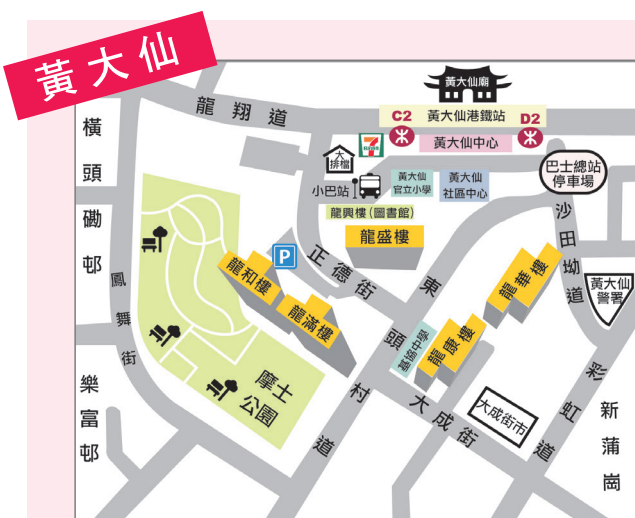 黃大仙
黃大仙廟
C2 黃大仙港鐵站 D2
龍翔道
黃大仙中心
7
ELEVEN
大排檔
橫頭磡邨
小巴站
黃大仙
官立小學
黃大仙
社區中心
巴士總站
停車場
龍興樓(圖書館)
龍盛樓
沙田坳道
P
正德街
龍和樓
龍滿樓
東頭村道
龍華樓
黃大仙
警署
鳳舞街
基協中學
龍康樓
彩虹道
樂富邨
摩士
公園
大成街
大成街市
新蒲崗